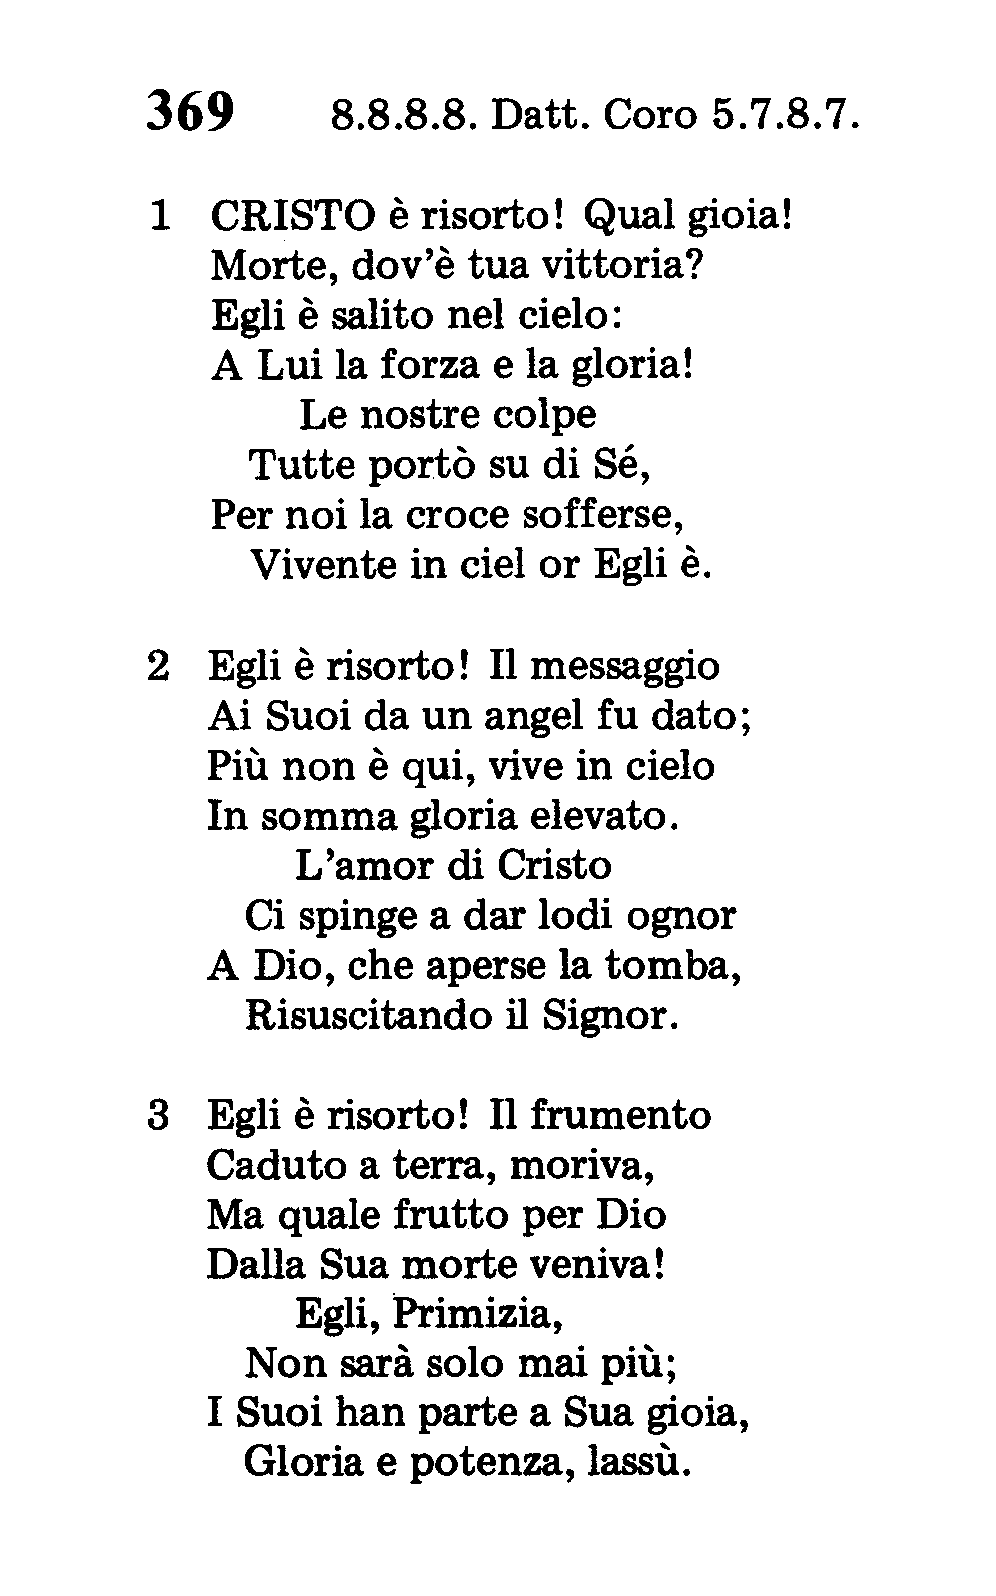 369 8.8.8.8. Datt. Coro 5.7.8.7.
1 CRISTO è risorto! Qual gioia!
Morte, dov’è tua vittoria?
Egli è salito nel cielo:
A Lui la forza e la gloria!
Le nostre colpe
Tutte portò su di Sé,
Per noi la croce sofferse,
Vivente in ciel or Egli è.
2 Egli è risorto! Il messaggio
Ai Suoi da un angel fu dato;
Più non è qui, vive in cielo
In somma gloria elevato.
L’amor di Cristo
Ci spinge a dar lodi ognor
A Dio, che aperse la tomba,
Risuscitando il Signor.
3 Egli è risorto! Il frumento
Caduto a terra, moriva,
Ma quale frutto per Dio
Dalla Sua morte veniva!
Egli, Primizia,
Non sarà solo mai più;
I Suoi han parte a Sua gioia,
Gloria e potenza, lassù.